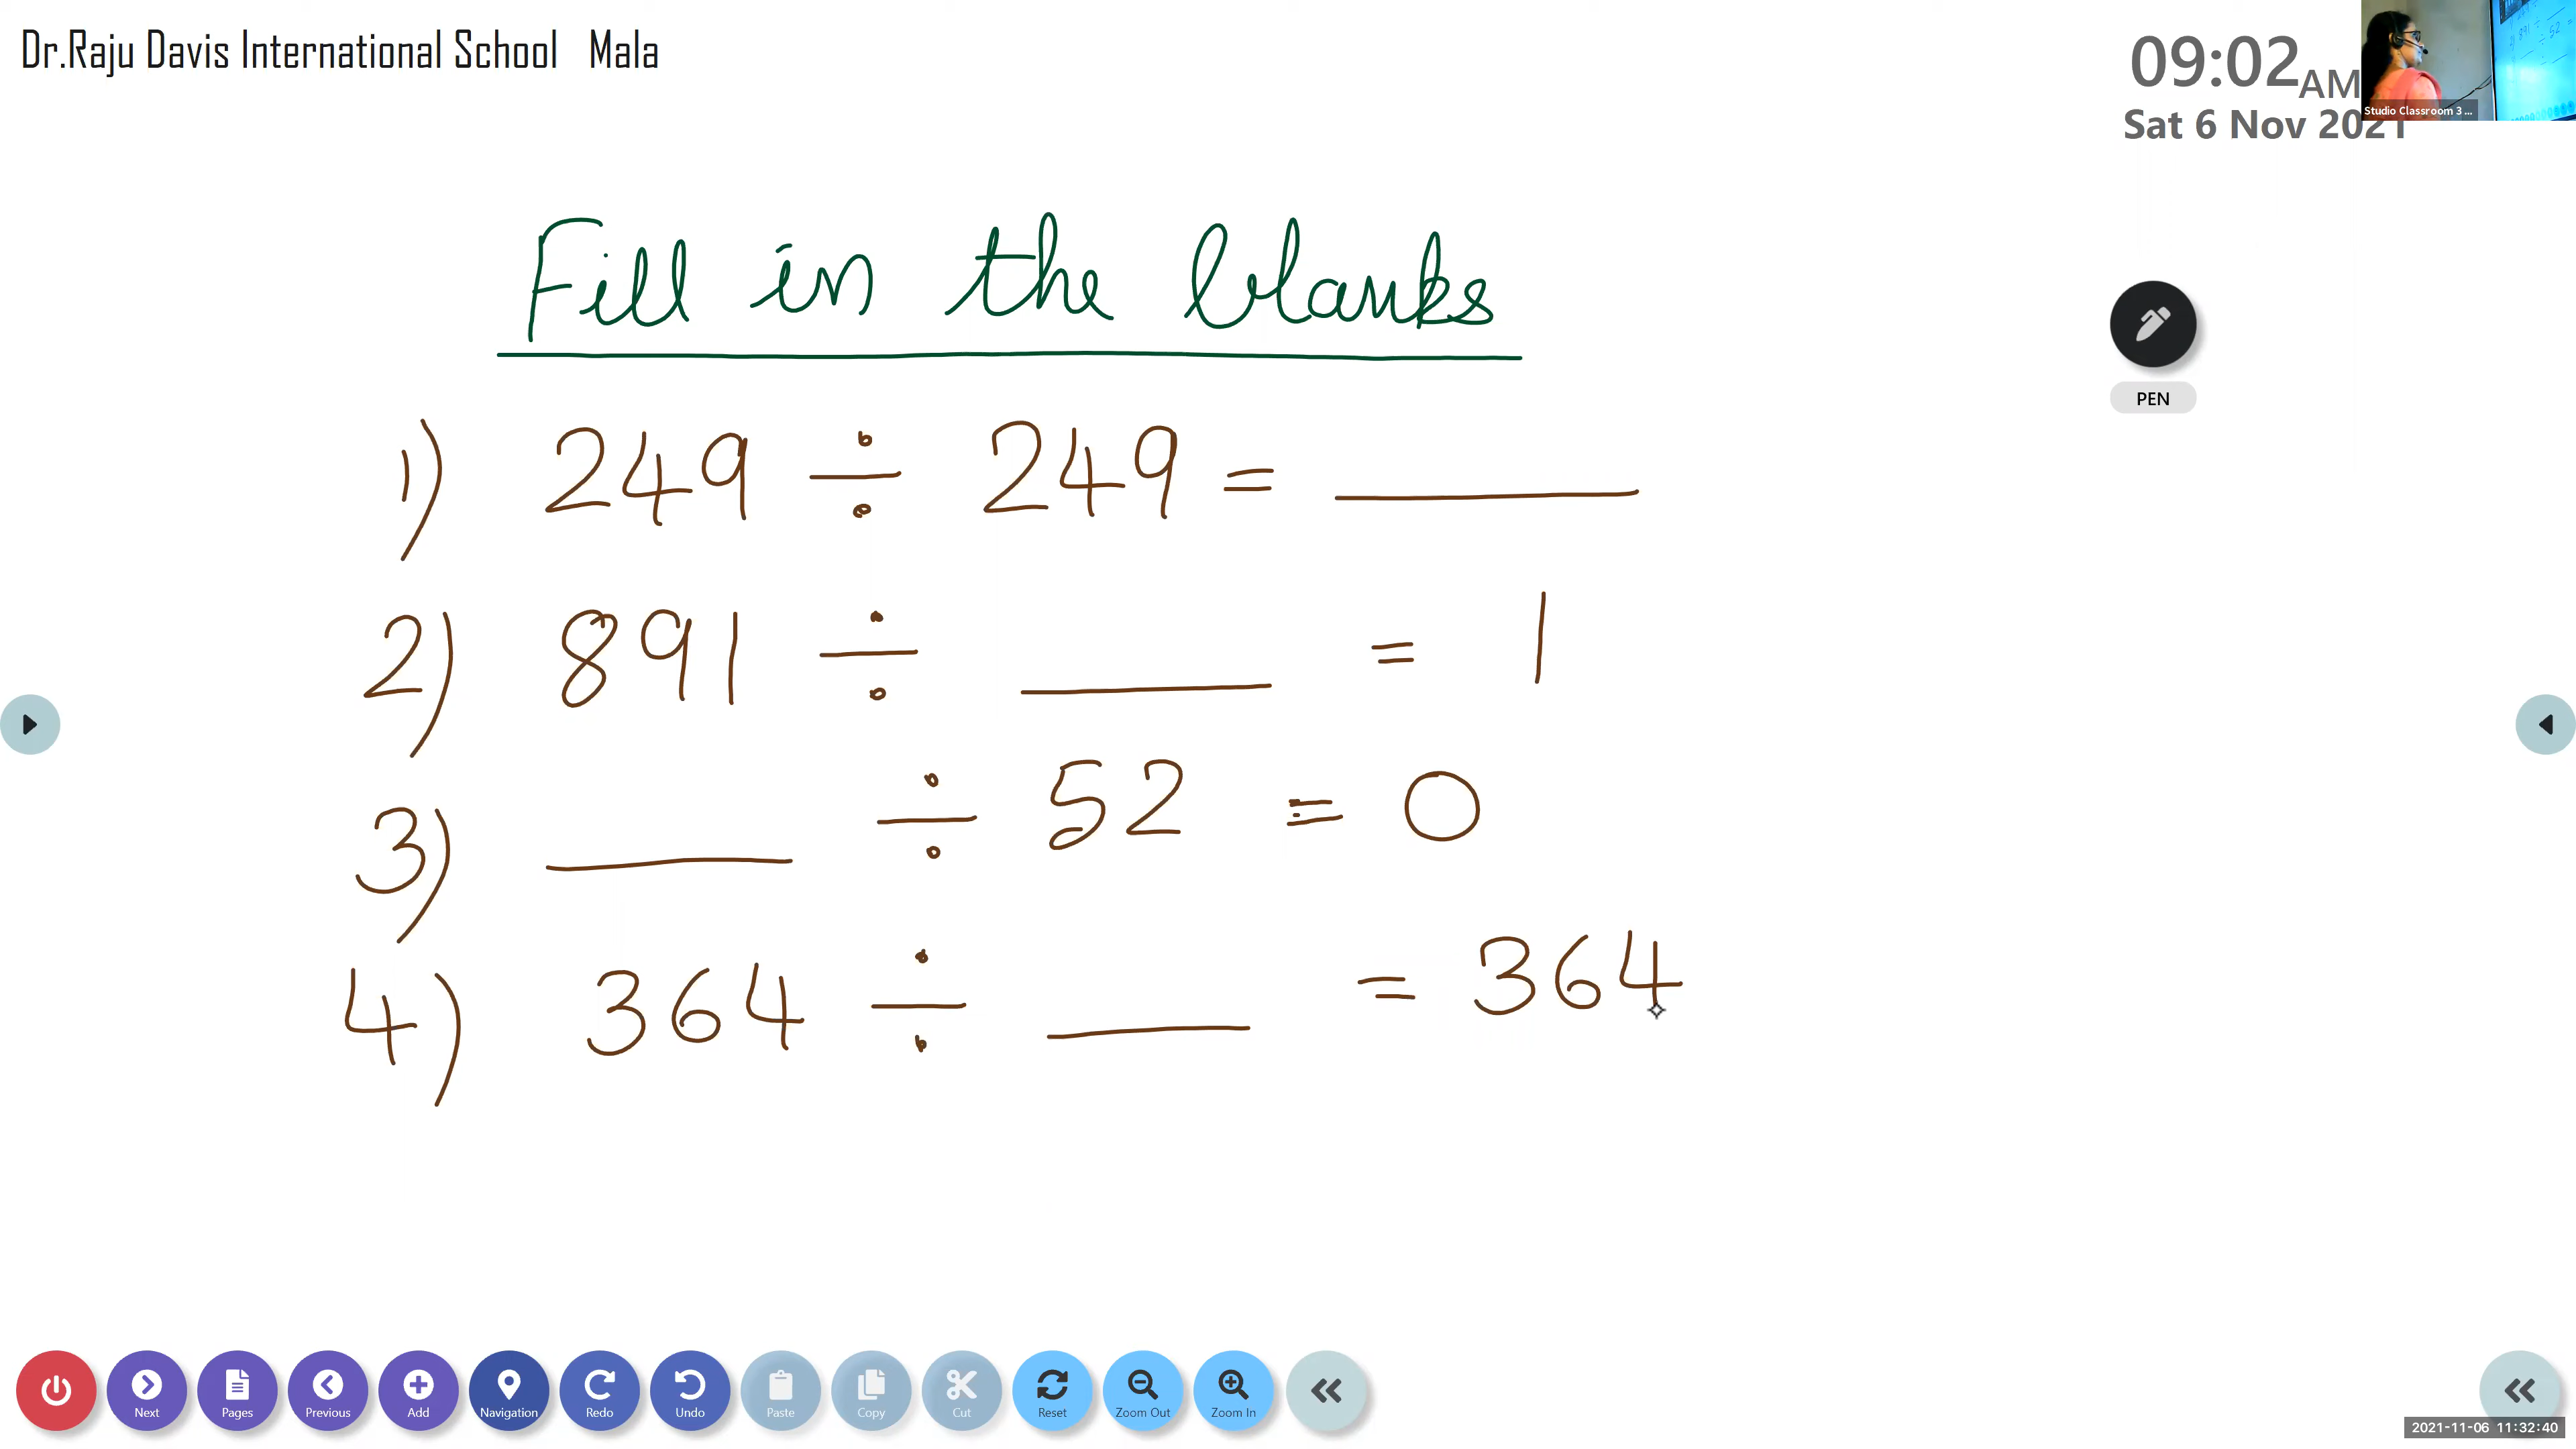 Dr.Raju Davis International School Mala
09:02 AM
Sat 6 Nov 2021
Studio Classroom 3 ...
Fill in the blanks
PEN
1) 249 ÷ 249 = ____
2) 891 ÷ ____ = 1
3) ____ ÷ 52 = 0
4) 364 ÷ ____ = 364
Next Pages Previous Add Navigation Redo Undo Paste Copy Cut Reset Zoom Out Zoom In
2021-11-06 11:32:40